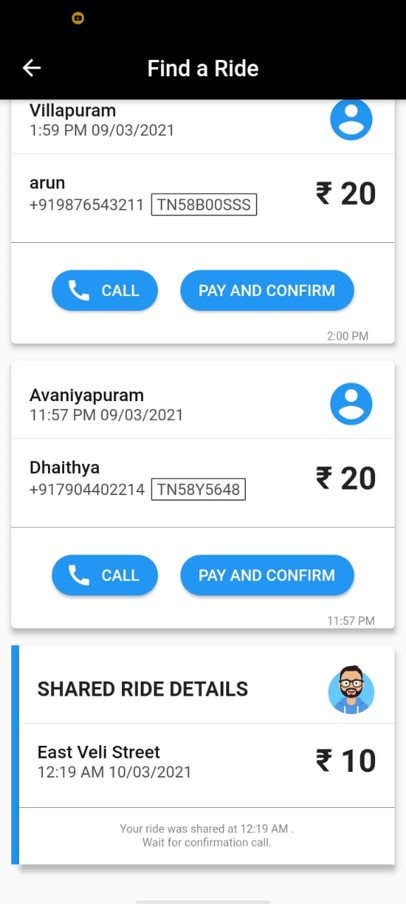 Find a Ride
Villapuram
1:59 PM 09/03/2021
arun
₹ 20
+919876543211 TN58B00SSS
CALL PAY AND CONFIRM
2:00 PM
Avaniyapuram
11:57 PM 09/03/2021
Dhaithya
₹ 20
+917904402214 TN58Y5648
CALL PAY AND CONFIRM
11:57 PM
SHARED RIDE DETAILS
East Veli Street
₹ 10
12:19 AM 10/03/2021
Your ride was shared at 12:19 AM .
Wait for confirmation call.